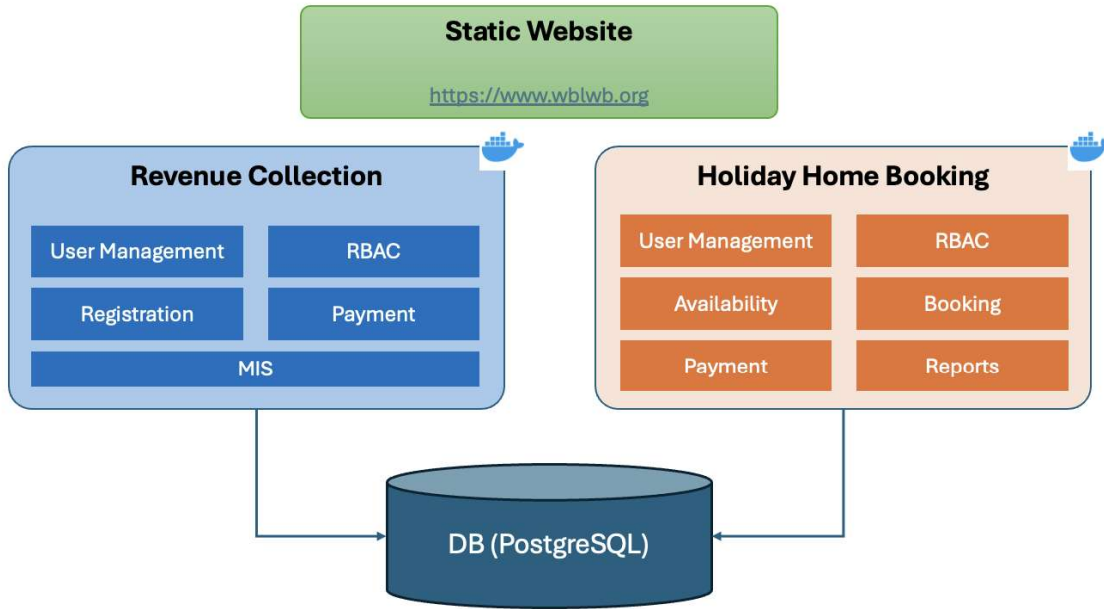 Static Website
https://www.wblwb.org
Revenue Collection
User Management
RBAC
Registration
Payment
MIS
Holiday Home Booking
User Management
RBAC
Availability
Booking
Payment
Reports
DB (PostgreSQL)